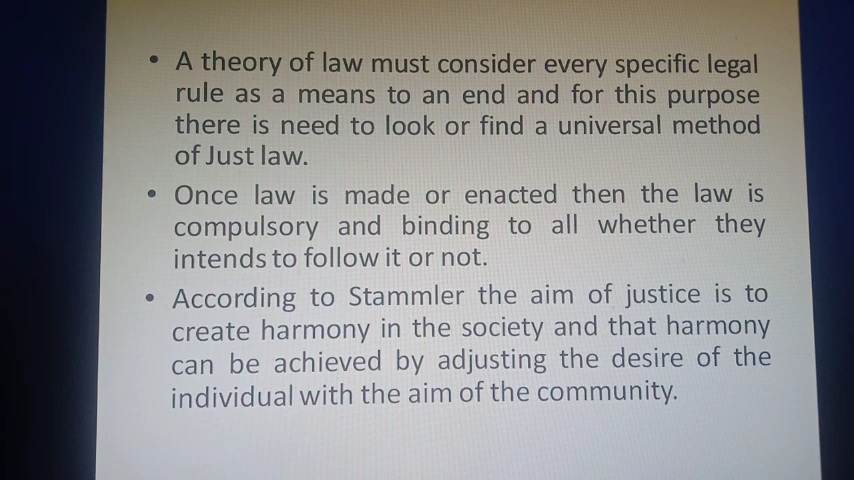 • A theory of law must consider every specific legal
rule as a means to an end and for this purpose
there is need to look or find a universal method
of Just law.
• Once law is made or enacted then the law is
compulsory and binding to all whether they
intends to follow it or not.
• According to Stammler the aim of justice is to
create harmony in the society and that harmony
can be achieved by adjusting the desire of the
individual with the aim of the community.